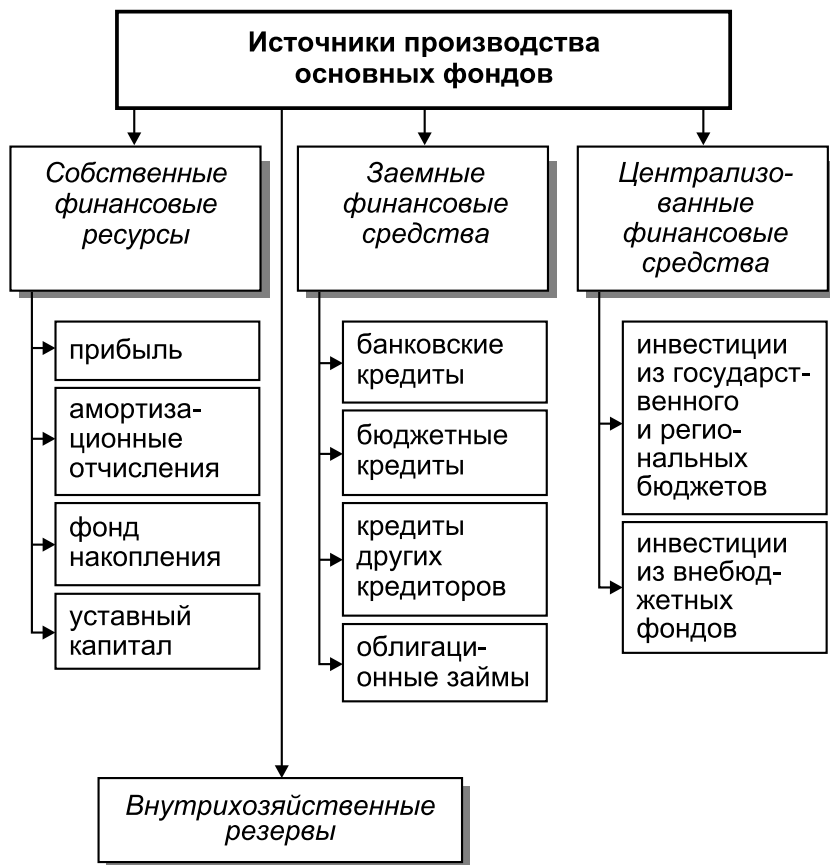 Источники производства
основных фондов
Собственные
финансовые
ресурсы
прибыль
амортиза-
ционные
отчисления
фонд
накопления
уставный
капитал
Заемные
финансовые
средства
банковские
кредиты
бюджетные
кредиты
кредиты
других
кредиторов
облигаци-
онные займы
Централизо-
ванные
финансовые
средства
инвестиции
из государст-
венного
и регио-
нальных
бюджетов
инвестиции
из внебюд-
жетных
фондов
Внутрихозяйственные
резервы